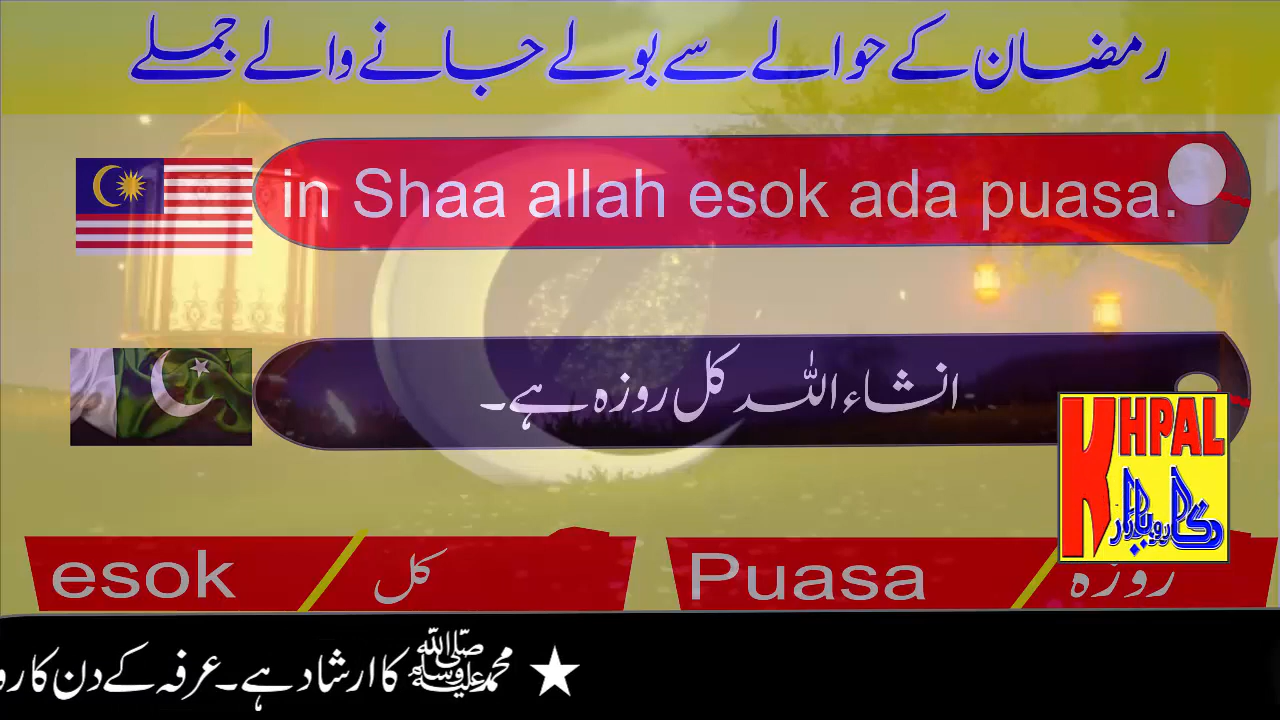 رمضان کے حوالے سے بولے جانے والے جملے
in Shaa allah esok ada puasa.
انشاء اللہ کل روزہ ہے۔
KHPAL
کاروبار
esok / کل
Puasa / روزہ
★ محمد ﷺ کا ارشاد ہے۔ عرفہ کے دن کا